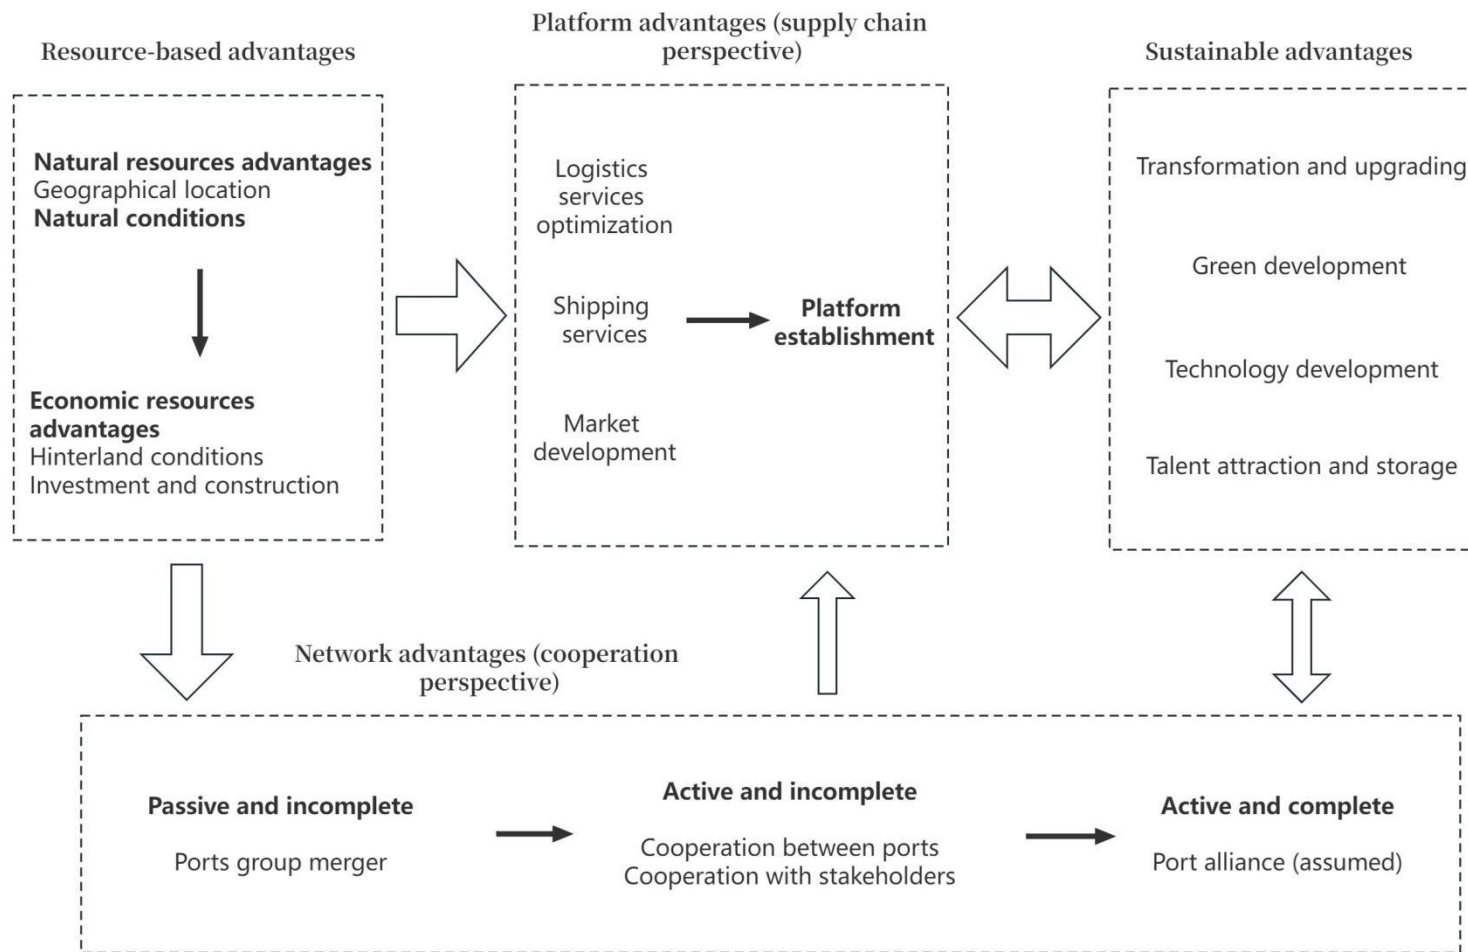 Resource-based advantages
Natural resources advantages
Geographical location
Natural conditions
Economic resources
advantages
Hinterland conditions
Investment and construction
Platform advantages (supply chain
perspective)
Logistics
services
optimization
Shipping
services
Market
development
Platform
establishment
Sustainable advantages
Transformation and upgrading
Green development
Technology development
Talent attraction and storage
Network advantages (cooperation
perspective)
Passive and incomplete
Ports group merger
Active and incomplete
Cooperation between ports
Cooperation with stakeholders
Active and complete
Port alliance (assumed)